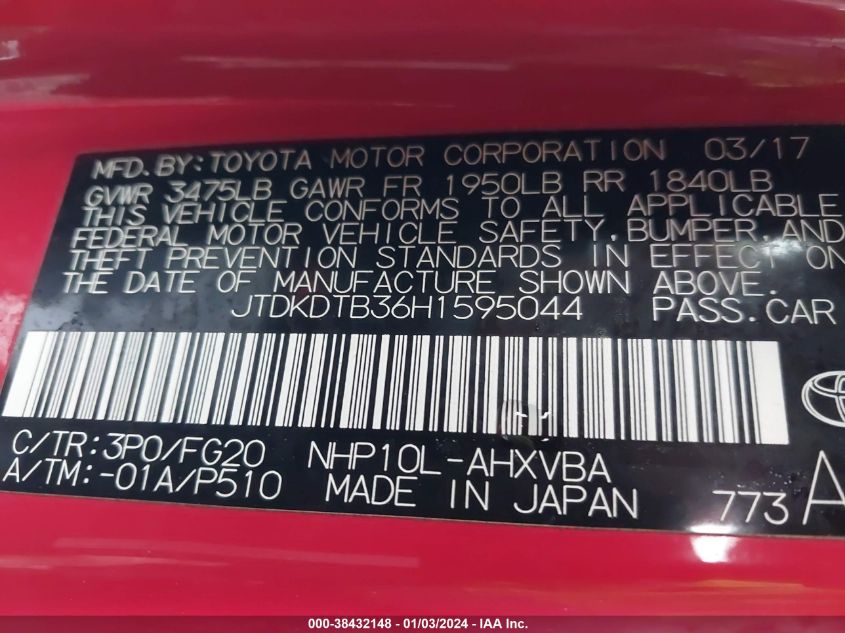 MFD.BY:TOYOTA MOTOR CORPORATION 03/17
GVWR 3475LB GAWR FR 1950LB RR 1840LB
THIS VEHICLE CONFORMS TO ALL APPLICABLE
FEDERAL MOTOR VEHICLE SAFETY,BUMPER,AND
THEFT PREVENTION STANDARDS IN EFFECT ON
THE DATE OF MANUFACTURE SHOWN ABOVE.
JTDKDTB36H1595044 PASS.CAR
C/TR:3P0/FG20 NHP10L-AHXVBA
A/TM:-01A/P510 MADE IN JAPAN 773 A
000-38432148 - 01/03/2024 - IAA Inc.